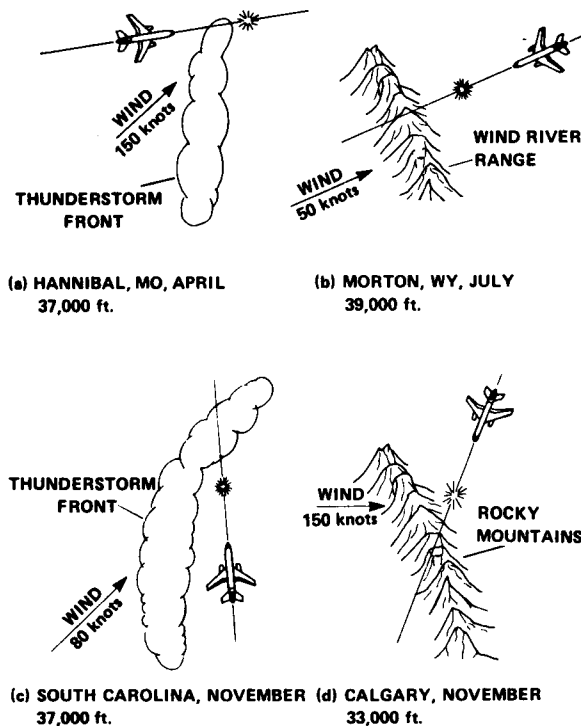 WIND
150 knots
THUNDERSTORM
FRONT
(a) HANNIBAL, MO, APRIL
37,000 ft.
WIND RIVER
RANGE
WIND
50 knots
(b) MORTON, WY, JULY
39,000 ft.
THUNDERSTORM
FRONT
WIND
80 knots
(c) SOUTH CAROLINA, NOVEMBER
37,000 ft.
WIND
150 knots
ROCKY
MOUNTAINS
(d) CALGARY, NOVEMBER
33,000 ft.